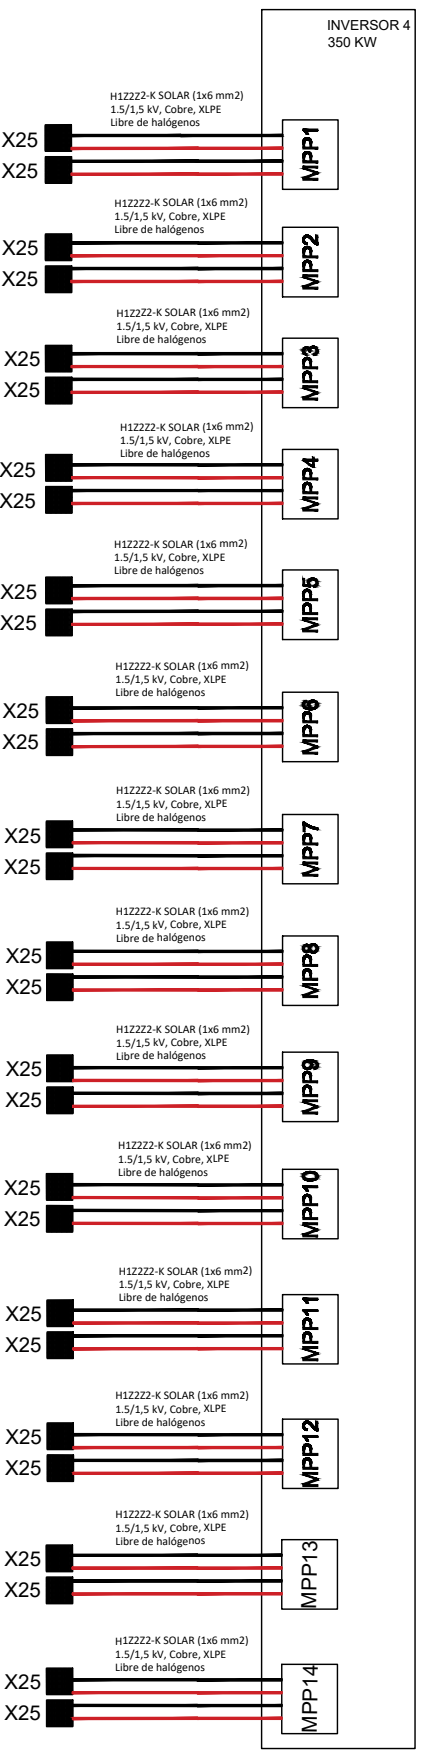 INVERSOR 4
350 KW
H1Z2Z2-K SOLAR (1x6 mm2)
1.5/1,5 kV, Cobre, XLPE
Libre de halógenos
X25
X25
MPP1
H1Z2Z2-K SOLAR (1x6 mm2)
1.5/1,5 kV, Cobre, XLPE
Libre de halógenos
X25
X25
MPP2
H1Z2Z2-K SOLAR (1x6 mm2)
1.5/1,5 kV, Cobre, XLPE
Libre de halógenos
X25
X25
MPP3
H1Z2Z2-K SOLAR (1x6 mm2)
1.5/1,5 kV, Cobre, XLPE
Libre de halógenos
X25
X25
MPP4
H1Z2Z2-K SOLAR (1x6 mm2)
1.5/1,5 kV, Cobre, XLPE
Libre de halógenos
X25
X25
MPP5
H1Z2Z2-K SOLAR (1x6 mm2)
1.5/1,5 kV, Cobre, XLPE
Libre de halógenos
X25
X25
MPP6
H1Z2Z2-K SOLAR (1x6 mm2)
1.5/1,5 kV, Cobre, XLPE
Libre de halógenos
X25
X25
MPP7
H1Z2Z2-K SOLAR (1x6 mm2)
1.5/1,5 kV, Cobre, XLPE
Libre de halógenos
X25
X25
MPP8
H1Z2Z2-K SOLAR (1x6 mm2)
1.5/1,5 kV, Cobre, XLPE
Libre de halógenos
X25
X25
MPP9
H1Z2Z2-K SOLAR (1x6 mm2)
1.5/1,5 kV, Cobre, XLPE
Libre de halógenos
X25
X25
MPP10
H1Z2Z2-K SOLAR (1x6 mm2)
1.5/1,5 kV, Cobre, XLPE
Libre de halógenos
X25
X25
MPP11
H1Z2Z2-K SOLAR (1x6 mm2)
1.5/1,5 kV, Cobre, XLPE
Libre de halógenos
X25
X25
MPP12
H1Z2Z2-K SOLAR (1x6 mm2)
1.5/1,5 kV, Cobre, XLPE
Libre de halógenos
X25
X25
MPP13
H1Z2Z2-K SOLAR (1x6 mm2)
1.5/1,5 kV, Cobre, XLPE
Libre de halógenos
X25
X25
MPP14